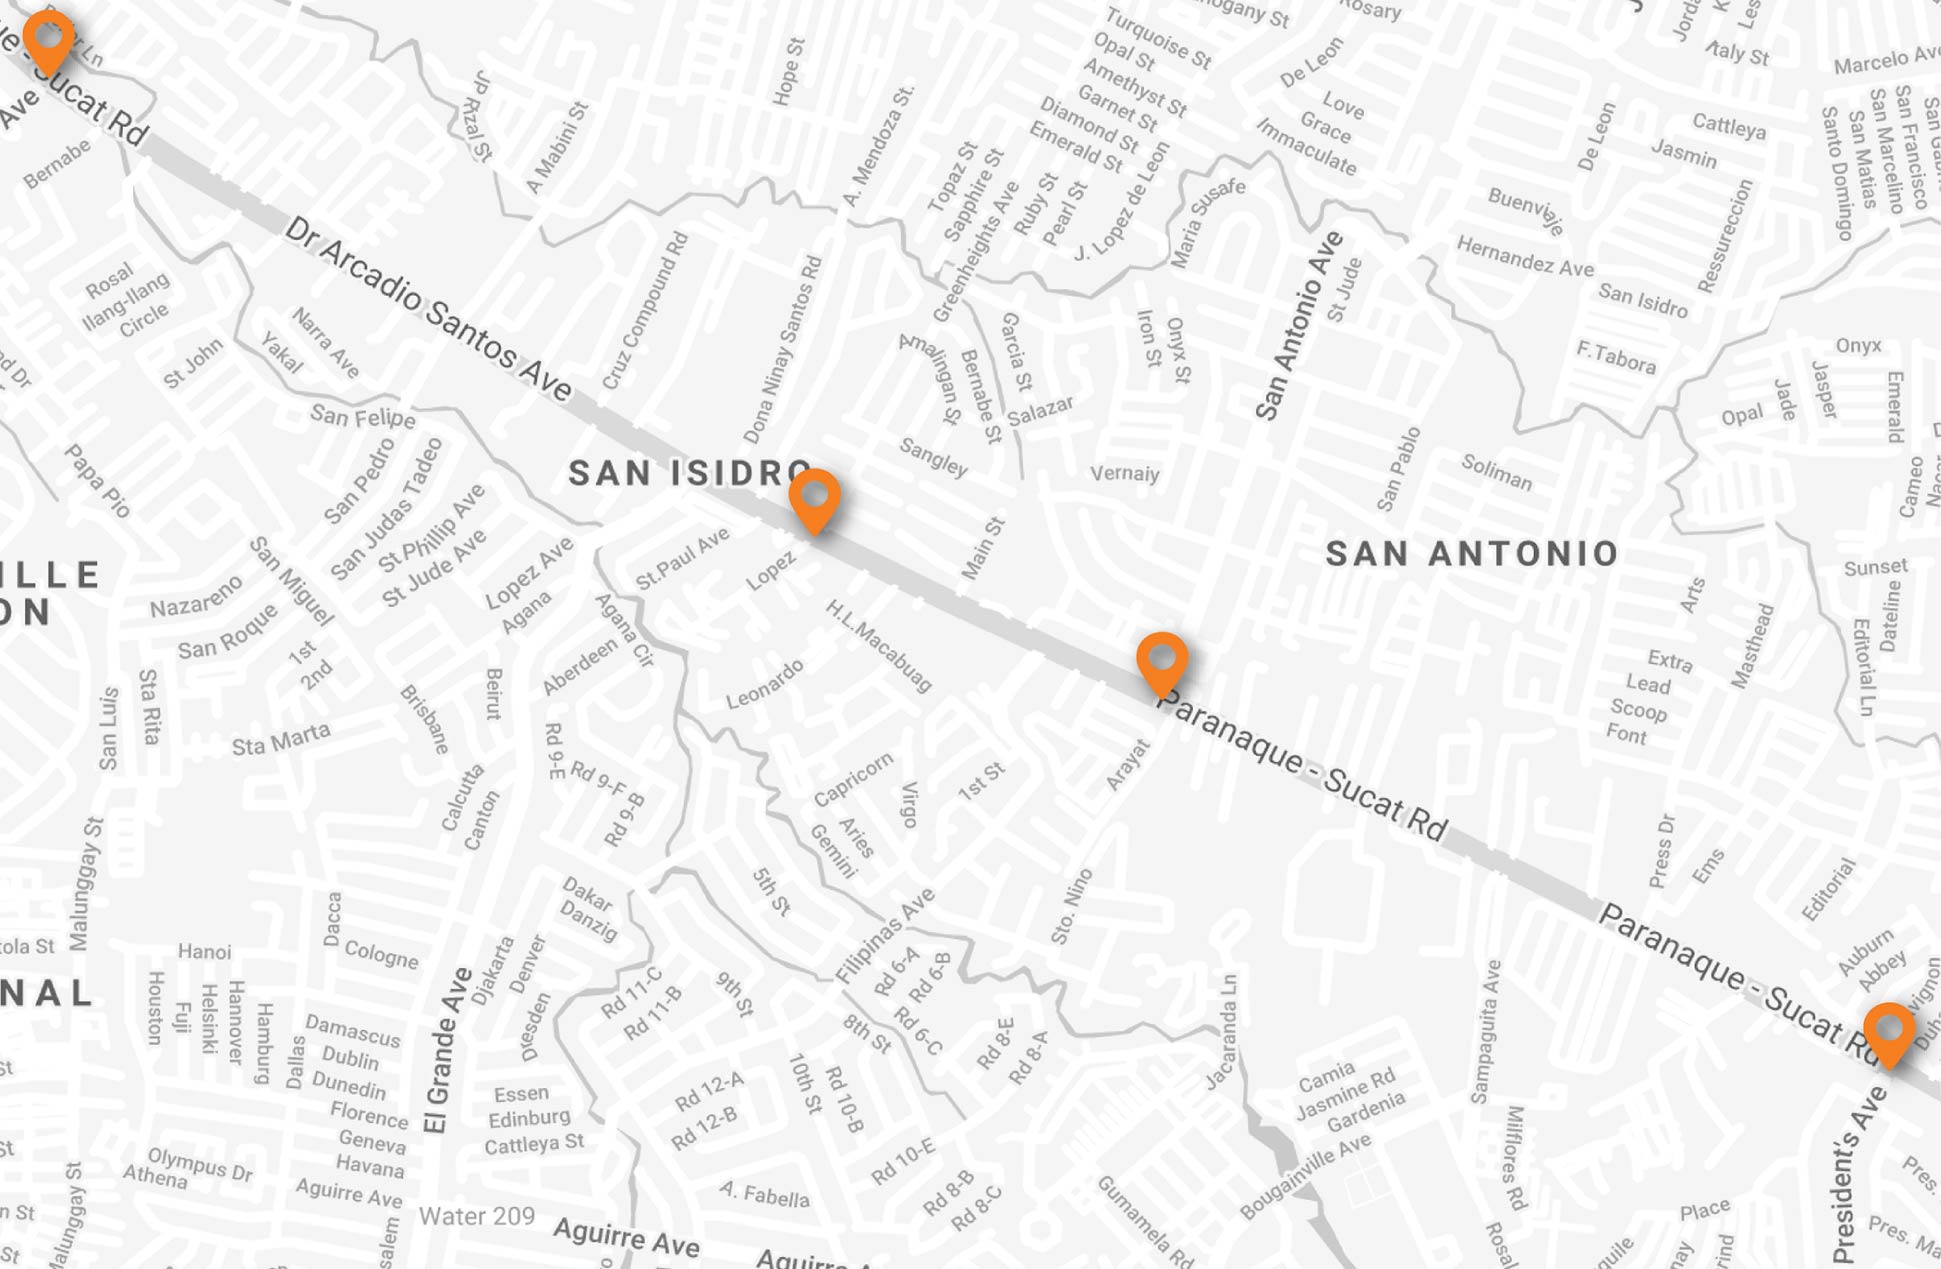 Sucat Rd
Ave
Bernabe
Dr Arcadio Santos Ave
JP Rizal St
A Mabini St
Hope St
A. Mendoza St.
Turquoise St
Opal St
Amethyst St
Garnet St
Diamond St
Emerald St
Topaz St
Sapphire St
Greenheights Ave
Ruby St
Pearl St
J. Lopez de Leon
Maria Susafe
Rosary
De Leon
Love
Grace
Immaculate
San Antonio Ave
St Jude
De Leon
Italy St
Marcelo Ave
Cattleya
Jasmin
Buenviaje
Hernandez Ave
San Isidro
Ressureccion
Santo Domingo
San Matias
San Marcelino
San Francisco
F.Tabora
Onyx
Jasper
Jade
Opal
Emerald
Cameo
Rosal
Ilang-Ilang
Circle
St John
Yakal
Narra Ave
Cruz Compound Rd
Dona Ninay Santos Rd
Amalingan St
Bernabe St
Garcia St
Salazar
Iron St
Onyx St
Sangley
Vernaiy
San Pablo
Soliman
San Felipe
San Pedro
San Judas Tadeo
St.Phillip Ave
St Jude Ave
Papa Pio
SAN ISIDRO
SAN ANTONIO
Main St
St.Paul Ave
Lopez
Lopez Ave
Agana
Agana Cir
Aberdeen
San Miguel
Nazareno
San Roque
1st
2nd
ILLE
ON
H.L.Macabuag
Leonardo
Arts
Masthead
Sunset
Dateline
Editorial Ln
Extra
Lead
Scoop
Font
San Luis
Sta Rita
Sta Marta
Brisbane
Beirut
Calcutta
Canton
Rd 9-E
Rd 9-F
Rd 9-B
Capricorn
Virgo
Aries
Gemini
1st St
Arayat
Paranaque - Sucat Rd
Press Dr
Ems
Editorial
Paranaque - Sucat Rd
Auburn
Abbey
Malunggay St
Dacca
Cologne
Hanoi
NAL
Houston
Fuji
Helsinki
Hannover
Hamburg
Dallas
Damascus
Dublin
Dunedin
Florence
Geneva
Havana
Aguirre Ave
El Grande Ave
Djakarta
Denver
Dresden
Dakar
Danzig
5th St
Filipinas Ave
Sto. Nino
Rd 11-C
Rd 11-B
9th St
8th St
Rd 6-A
Rd 6-B
Rd 6-C
Rd 8-E
Rd 8-A
Jacaranda Ln
Sampaguita Ave
Camia
Jasmine Rd
Gardenia
Bougainville Ave
Milflores Rd
President's Ave
Essen
Edinburg
Cattleya St
Rd 12-A
Rd 12-B
10th St
Rd 10-B
Rd 10-E
Rd 8-B
Rd 8-C
Olympus Dr
Athena
Malunggay St
Water 209
A. Fabella
Aguirre Ave
Gumamela Rd
Rosal
Place
Pres.
Pres. Ma